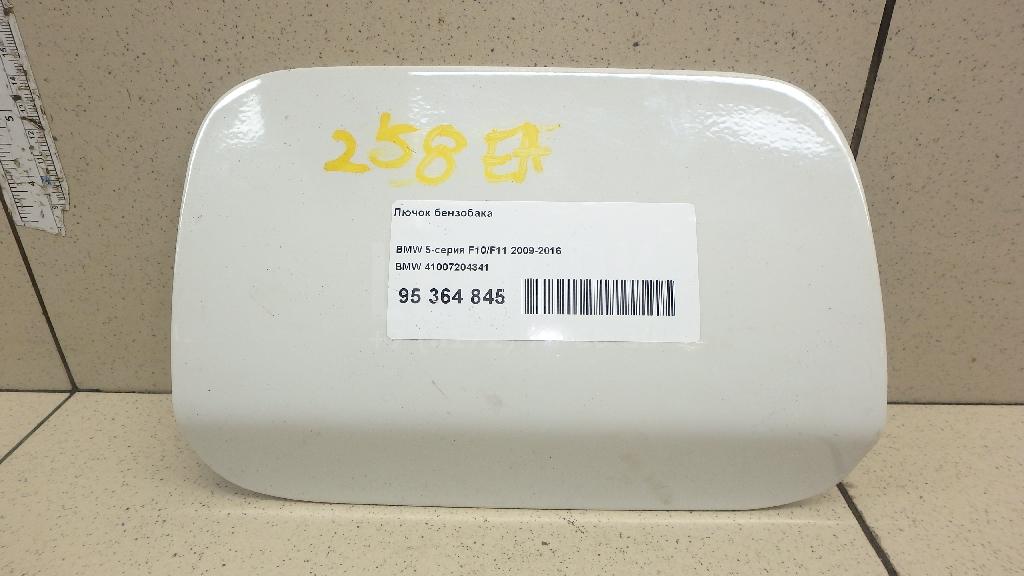 258 EA
Лючок бензобака
BMW 5-серия F10/F11 2009-2016
BMW 41007204341
95 364 845